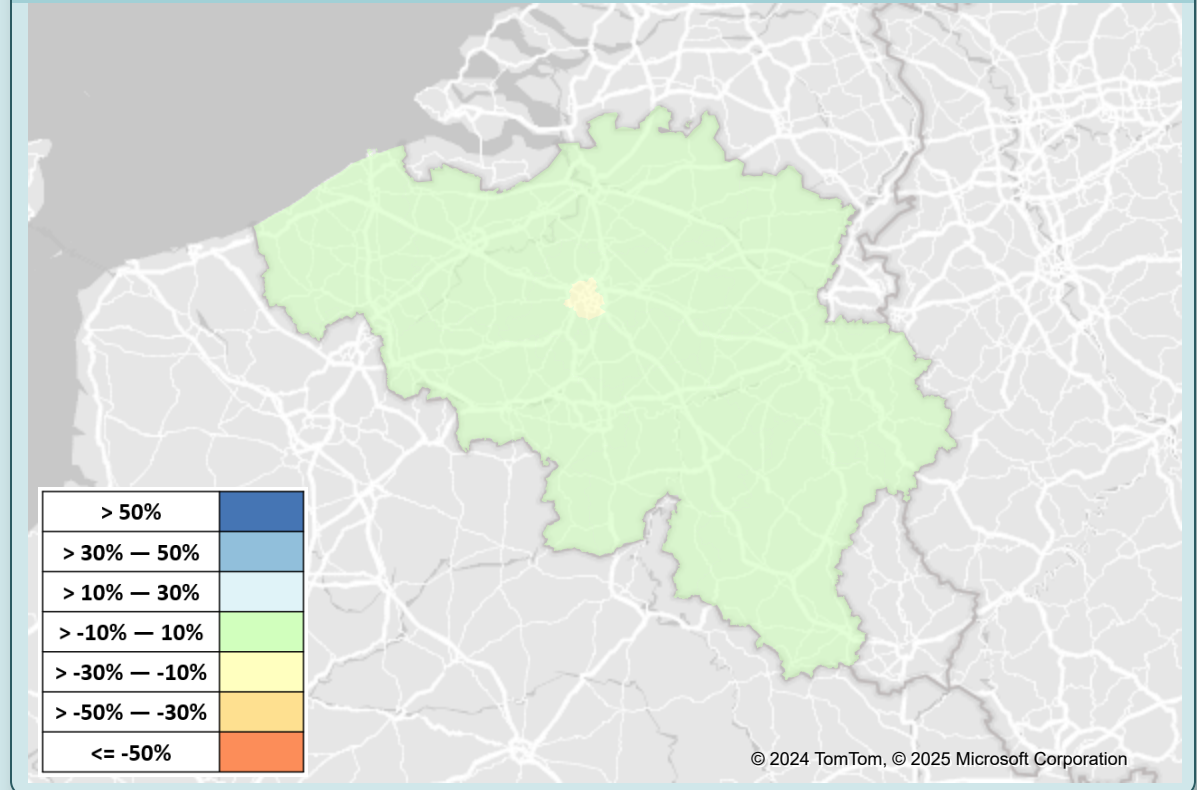 > 50%
> 30% — 50%
> 10% — 30%
> -10% — 10%
> -30% — -10%
> -50% — -30%
<= -50%
© 2024 TomTom, © 2025 Microsoft Corporation